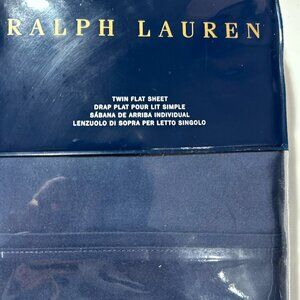 RALPH LAUREN
TWIN FLAT SHEET
DRAP PLAT POUR LIT SIMPLE
SÁBANA DE ARRIBA INDIVIDUAL
LENZUOLO DI SOPRA PER LETTO SINGOLO